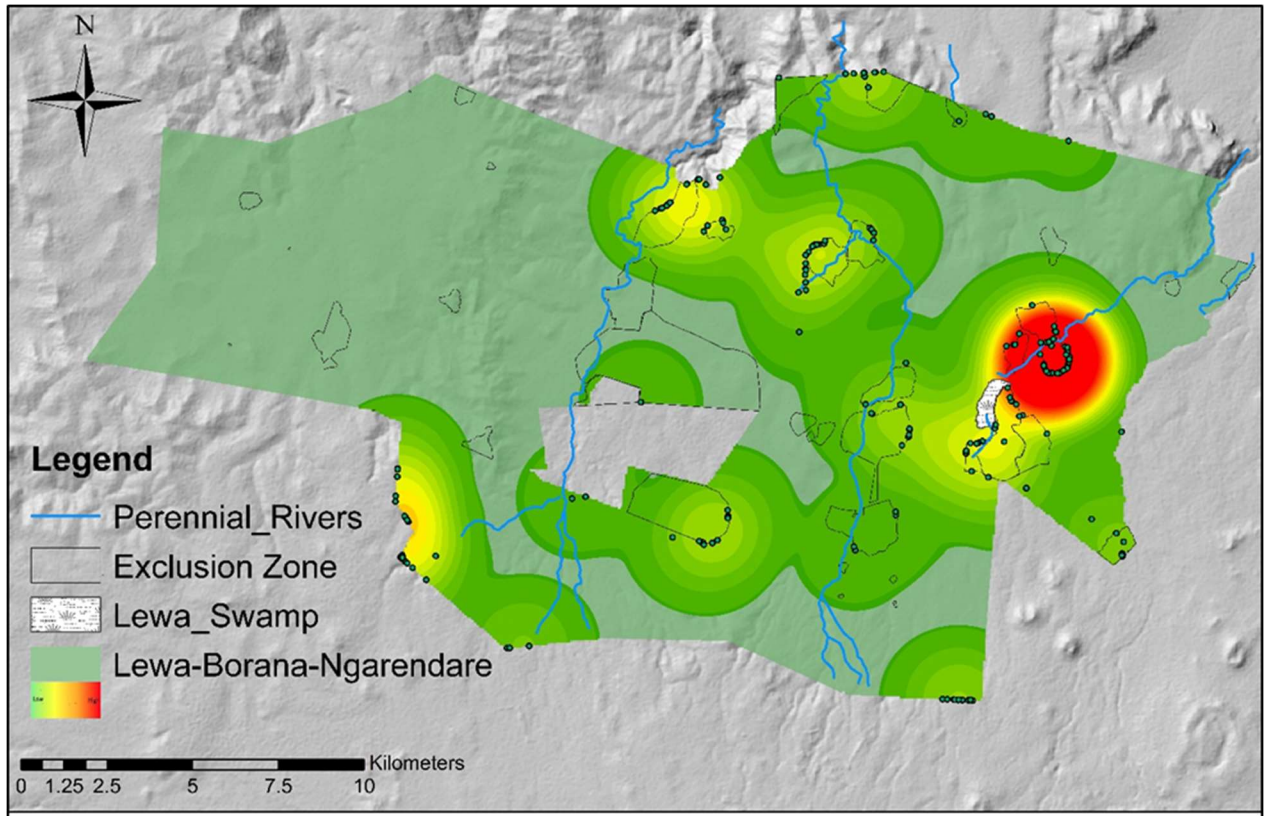 N
Legend
Perennial_Rivers
Exclusion Zone
Lewa_Swamp
Lewa-Borana-Ngarendare
Kilometers
0 1.25 2.5 5 7.5 10